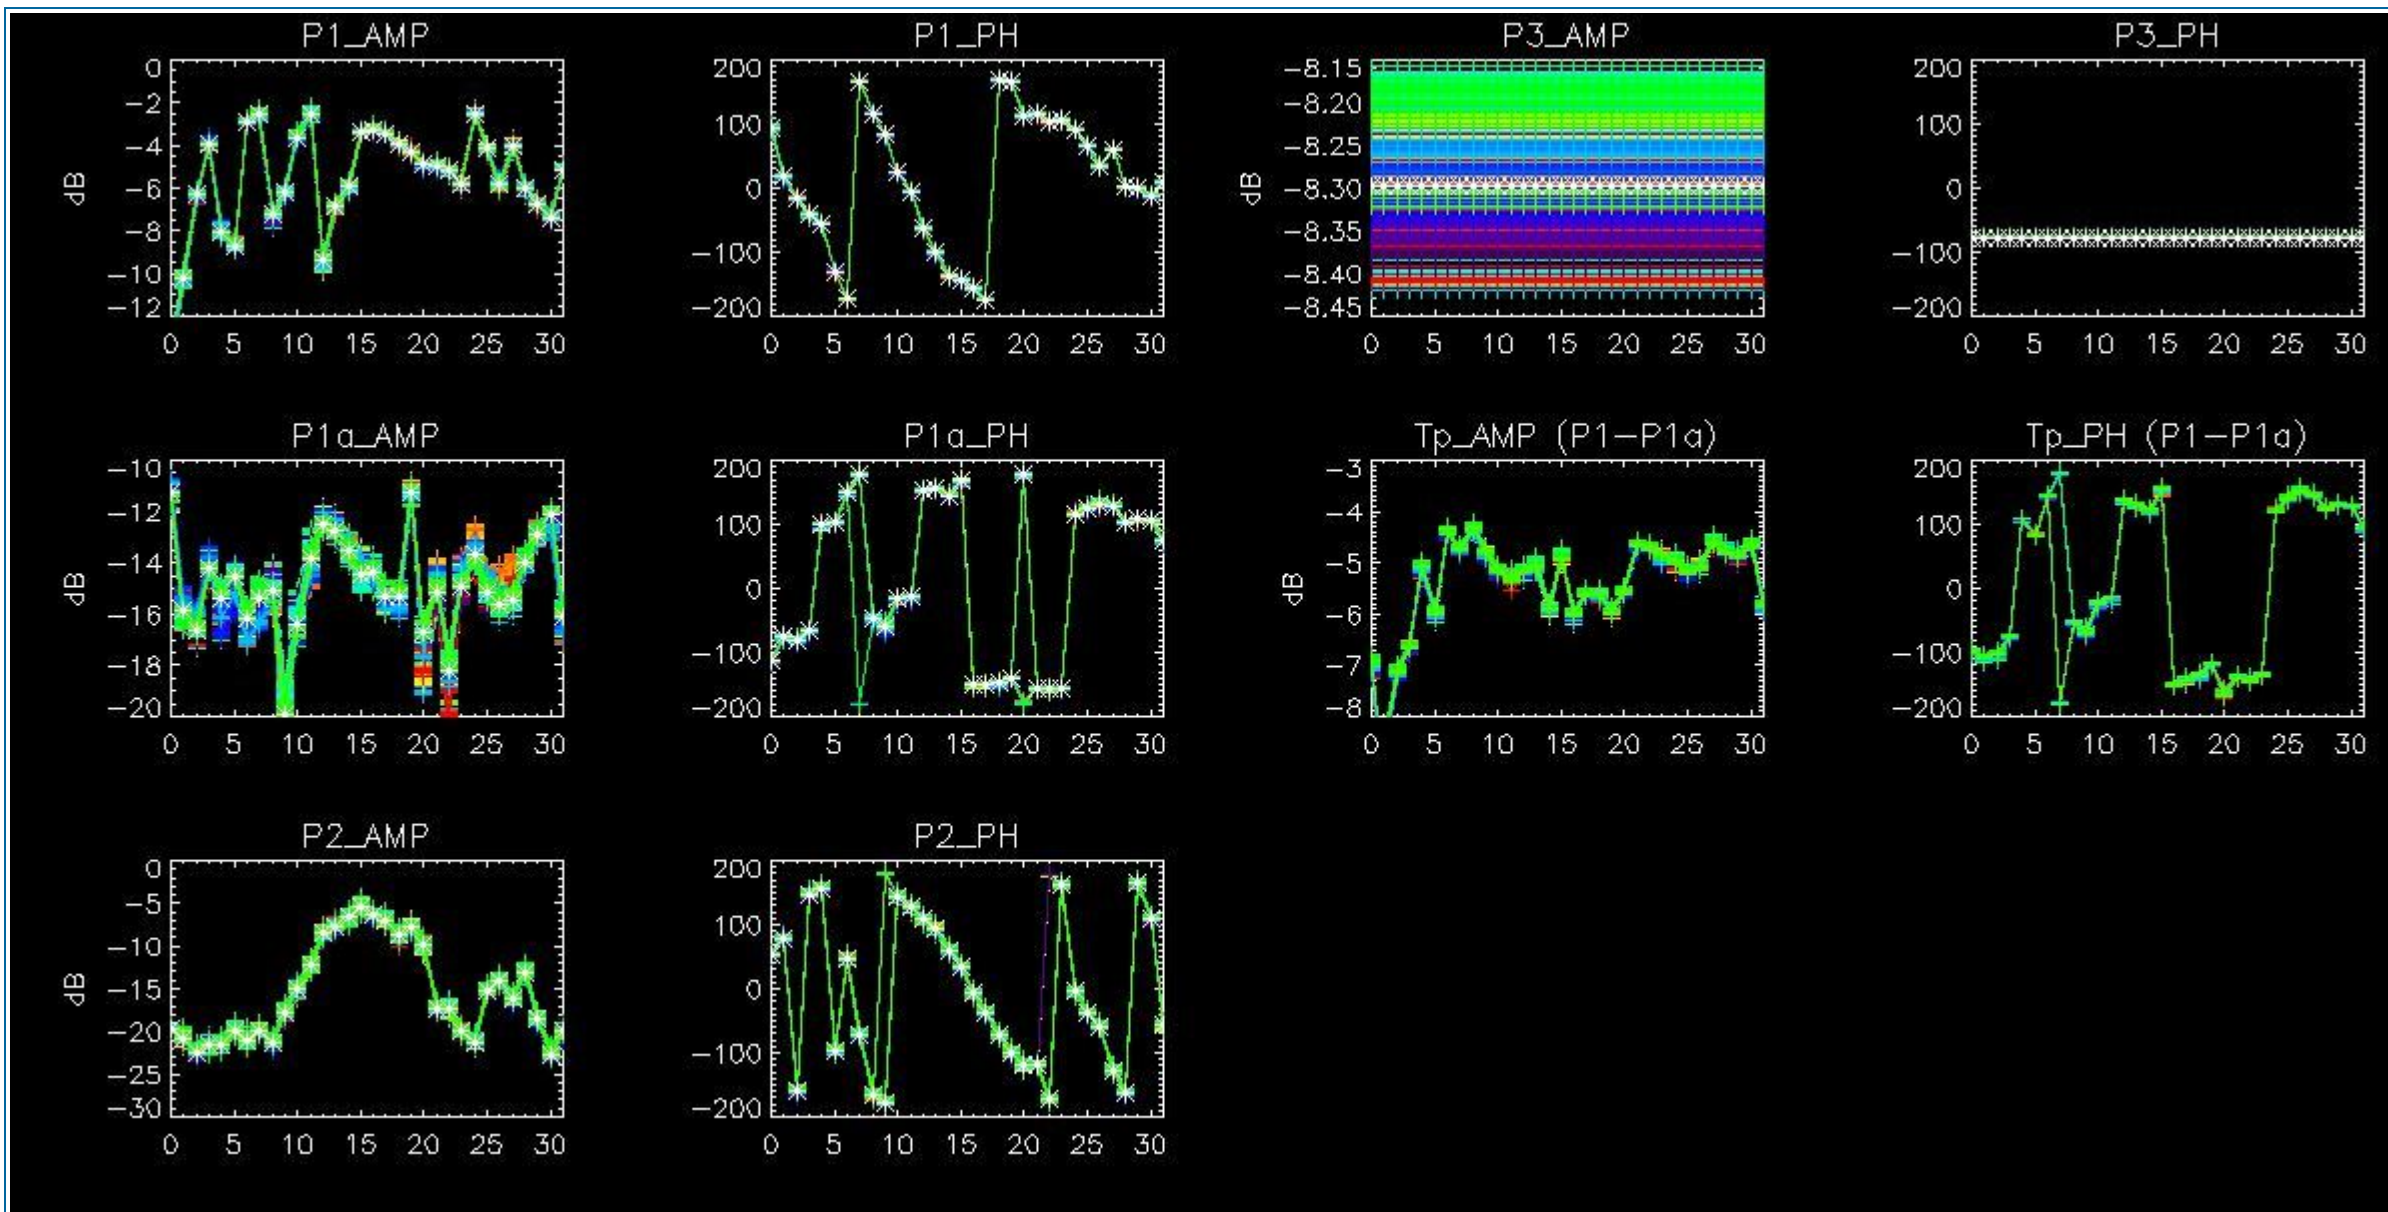 P1_AMP
0
−2
−4
−6
−8
−10
−12
dB
0 5 10 15 20 25 30
P1_PH
200
100
0
−100
−200
0 5 10 15 20 25 30
P3_AMP
−8.15
−8.20
−8.25
−8.30
−8.35
−8.40
−8.45
dB
0 5 10 15 20 25 30
P3_PH
200
100
0
−100
−200
0 5 10 15 20 25 30
P1a_AMP
−10
−12
−14
−16
−18
−20
dB
0 5 10 15 20 25 30
P1a_PH
200
100
0
−100
−200
0 5 10 15 20 25 30
Tp_AMP (P1−P1a)
−3
−4
−5
−6
−7
−8
dB
0 5 10 15 20 25 30
Tp_PH (P1−P1a)
200
100
0
−100
−200
0 5 10 15 20 25 30
P2_AMP
0
−5
−10
−15
−20
−25
−30
dB
0 5 10 15 20 25 30
P2_PH
200
100
0
−100
−200
0 5 10 15 20 25 30